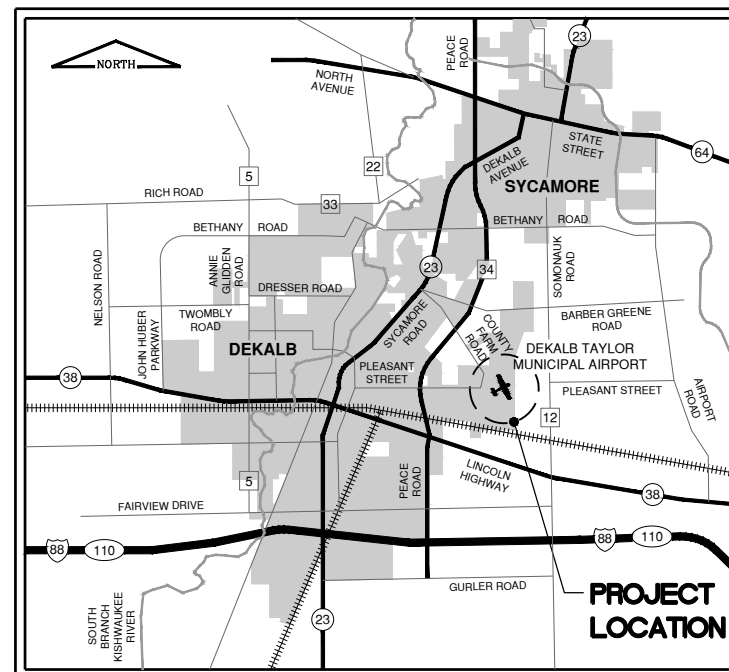 NORTH
PEACE
ROAD
23
NORTH
AVENUE
STATE
STREET
64
DEKALB
AVENUE
22
5
SYCAMORE
RICH ROAD
33
BETHANY ROAD
BETHANY ROAD
NELSON ROAD
ANNIE
GLIDDEN
ROAD
23
34
SOMONAUK
ROAD
DRESSER ROAD
TWOMBLY
ROAD
JOHN HUBER
PARKWAY
SYCAMORE
ROAD
COUNTY
FARM
ROAD
BARBER GREENE
ROAD
DEKALB
DEKALB TAYLOR
MUNICIPAL AIRPORT
PLEASANT
STREET
38
PLEASANT STREET
AIRPORT
ROAD
12
5
PEACE
ROAD
LINCOLN
HIGHWAY
38
FAIRVIEW DRIVE
88
110
88
110
GURLER ROAD
SOUTH
BRANCH
KISHWAUKEE
RIVER
23
PROJECT
LOCATION